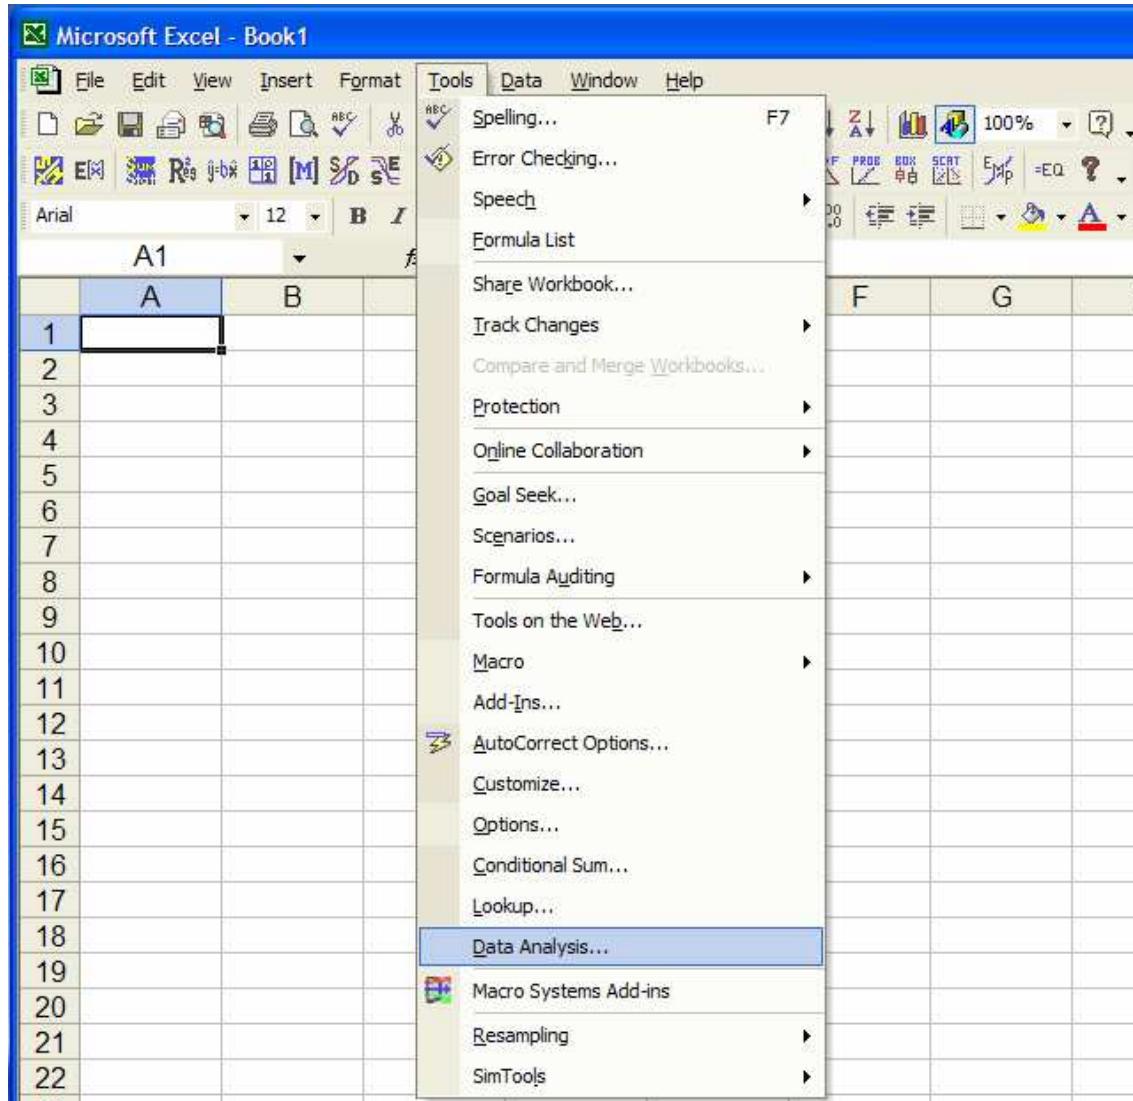 Microsoft Excel - Book1
File Edit View Insert Format Tools Data Window Help
100%
Arial 12 B I
A1
A B F G
Spelling... F7
Error Checking...
Speech
Formula List
Share Workbook...
Track Changes
Compare and Merge Workbooks...
Protection
Online Collaboration
Goal Seek...
Scenarios...
Formula Auditing
Tools on the Web...
Macro
Add-Ins...
AutoCorrect Options...
Customize...
Options...
Conditional Sum...
Lookup...
Data Analysis...
Macro Systems Add-ins
Resampling
SimTools
1
2
3
4
5
6
7
8
9
10
11
12
13
14
15
16
17
18
19
20
21
22